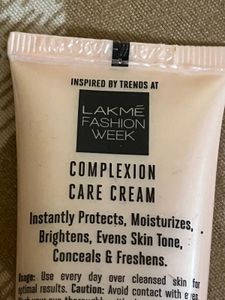 INSPIRED BY TRENDS AT
LAKMÉ
FASHION
WEEK
COMPLEXION
CARE CREAM
Instantly Protects, Moisturizes,
Brightens, Evens Skin Tone,
Conceals & Freshens.
Usage: Use every day over cleansed skin for
optimal results. Caution: Avoid contact with eyes.